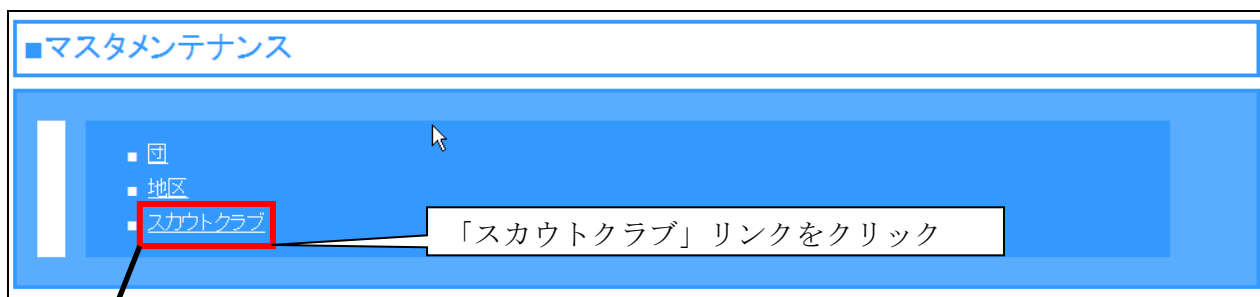 ■マスタメンテナンス
■ 団
■ 地区
■ スカウトクラブ
「スカウトクラブ」リンクをクリック